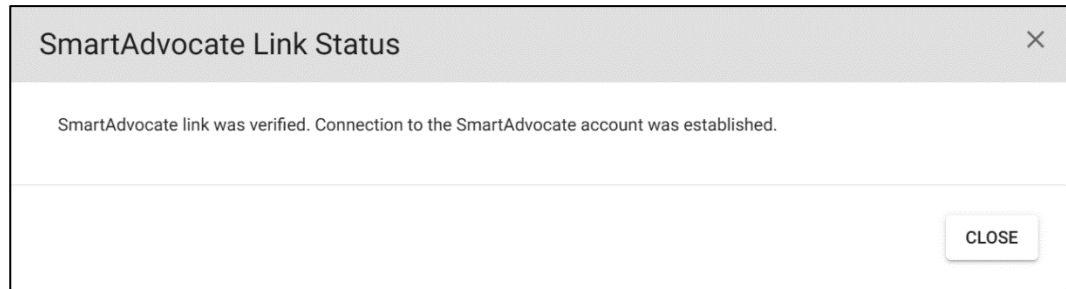 SmartAdvocate Link Status
SmartAdvocate link was verified. Connection to the SmartAdvocate account was established.
CLOSE